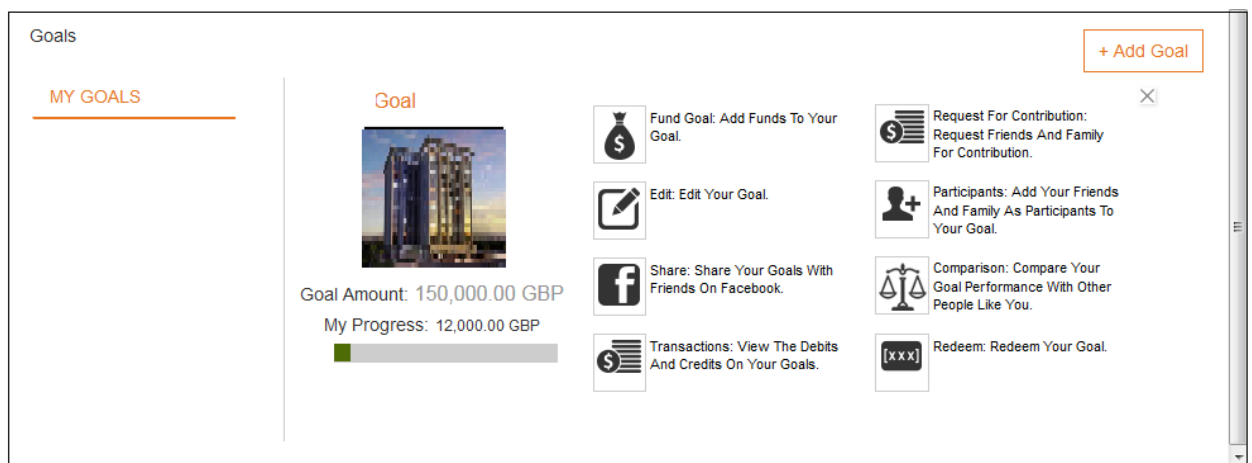 Goals
+ Add Goal
MY GOALS
Goal
Goal Amount: 150,000.00 GBP
My Progress: 12,000.00 GBP
$
Fund Goal: Add Funds To Your
Goal.
Edit: Edit Your Goal.
f
Share: Share Your Goals With
Friends On Facebook.
$
Transactions: View The Debits
And Credits On Your Goals.
$
Request For Contribution:
Request Friends And Family
For Contribution.
Participants: Add Your Friends
And Family As Participants To
Your Goal.
Comparison: Compare Your
Goal Performance With Other
People Like You.
[xxx]
Redeem: Redeem Your Goal.